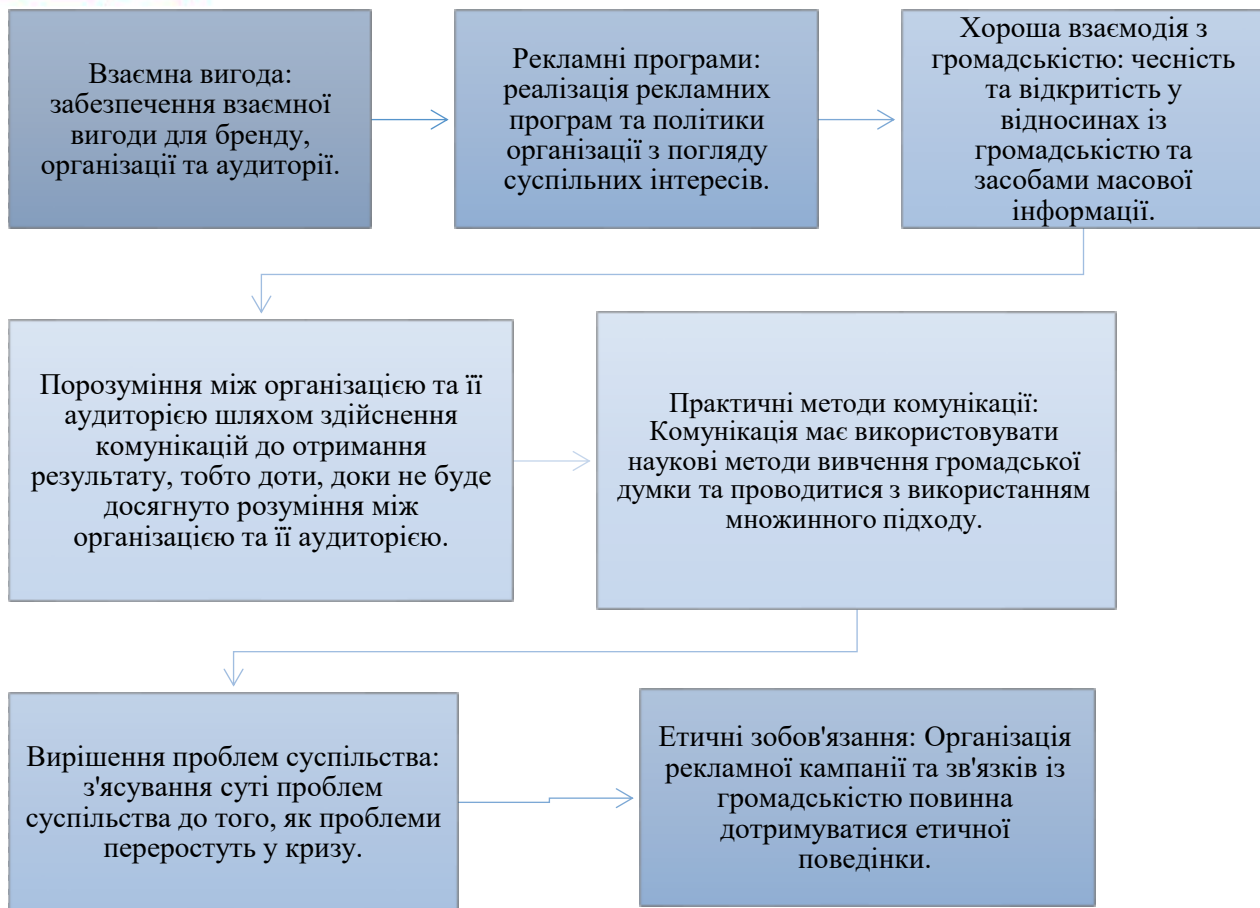 Взаємна вигода:
забезпечення взаємної
вигоди для бренду,
організації та аудиторії.
Рекламні програми:
реалізація рекламних
програм та політики
організації з погляду
суспільних інтересів.
Хороша взаємодія з
громадськістю: чесність
та відкритість у
відносинах із
громадськістю та
засобами масової
інформації.
Порозуміння між організацією та її
аудиторією шляхом здійснення
комунікацій до отримання
результату, тобто доти, доки не буде
досягнуто розуміння між
організацією та її аудиторією.
Практичні методи комунікації:
Комунікація має використовувати
наукові методи вивчення громадської
думки та проводитися з використанням
множинного підходу.
Вирішення проблем суспільства:
з'ясування суті проблем
суспільства до того, як проблеми
переростуть у кризу.
Етичні зобов'язання: Організація
рекламної кампанії та зв'язків із
громадськістю повинна
дотримуватися етичної
поведінки.